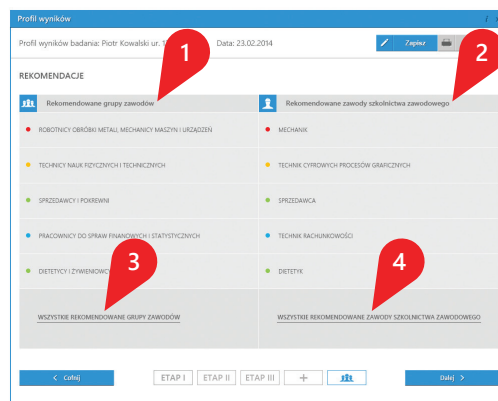 Profil wyników
Profil wyników badania: Piotr Kowalski ur. Data: 23.02.2014 Zapisz
1
2
REKOMENDACJE
Rekomendowane grupy zawodów
Rekomendowane zawody szkolnictwa zawodowego
ROBOTNICY OBRÓBKI METALI, MECHANICY MASZYN I URZĄDZEŃ
MECHANIK
TECHNICY NAUK FIZYCZNYCH I TECHNICZNYCH
TECHNIK CYFROWYCH PROCESÓW GRAFICZNYCH
SPRZEDAWCY I POKREWNI
SPRZEDAWCA
PRACOWNICY DO SPRAW FINANSOWYCH I STATYSTYCZNYCH
TECHNIK RACHUNKOWOŚCI
3
4
DIETETYCY I ŻYWIENIOWCY
DIETETYK
WSZYSTKIE REKOMENDOWANE GRUPY ZAWODÓW
WSZYSTKIE REKOMENDOWANE ZAWODY SZKOLNICTWA ZAWODOWEGO
< Cofnij ETAP I ETAP II ETAP III + Dalej >